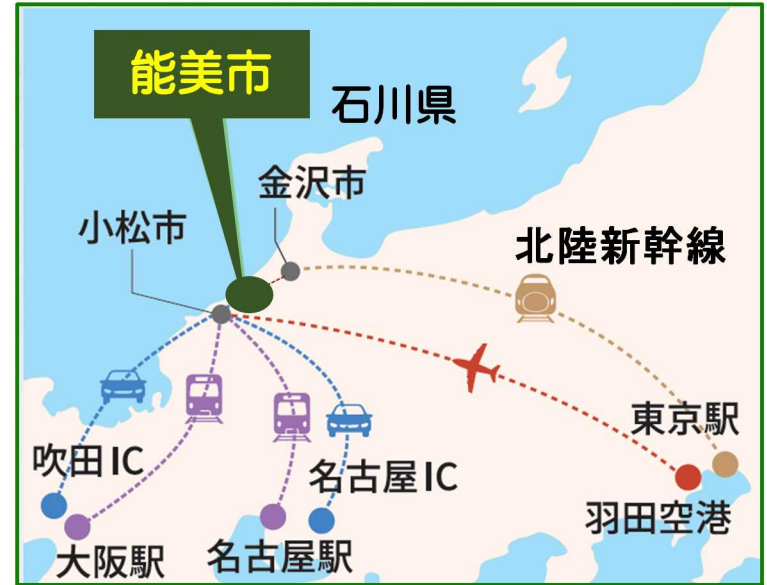 能美市
石川県
金沢市
小松市
北陸新幹線
東京駅
吹田IC
名古屋IC
羽田空港
大阪駅
名古屋駅